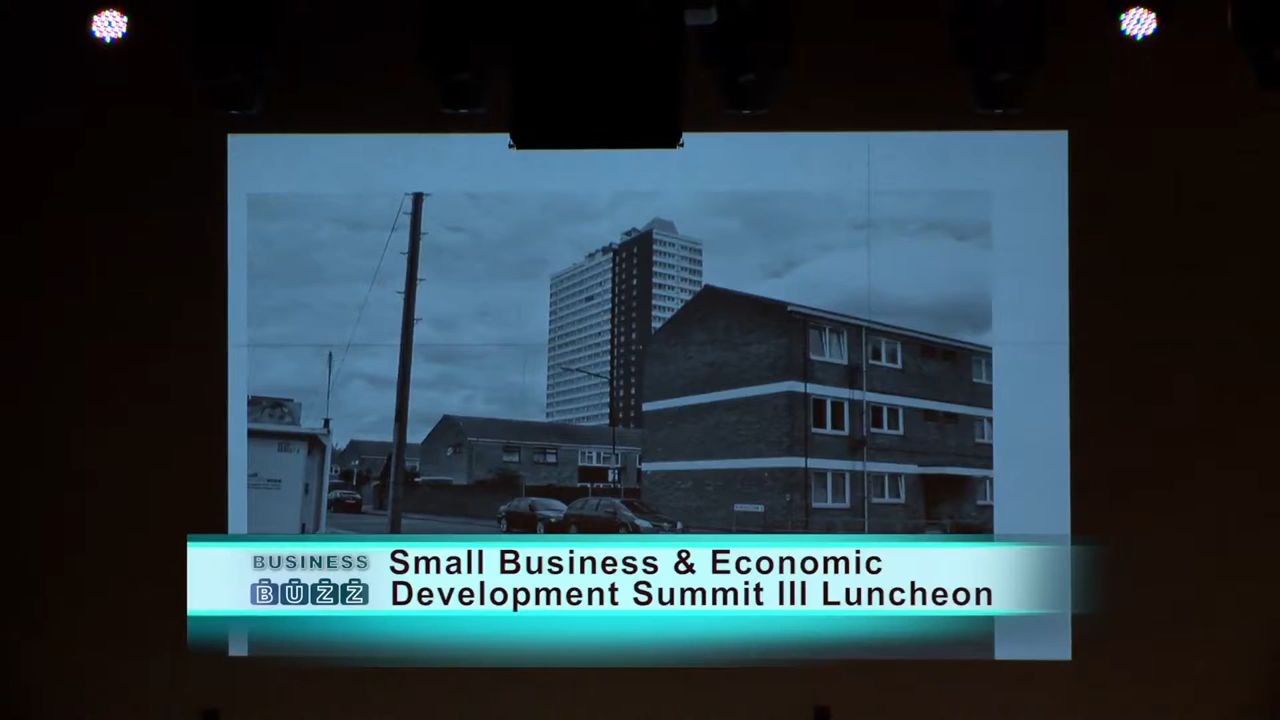 BUSINESS
BUZZ
Small Business & Economic
Development Summit III Luncheon